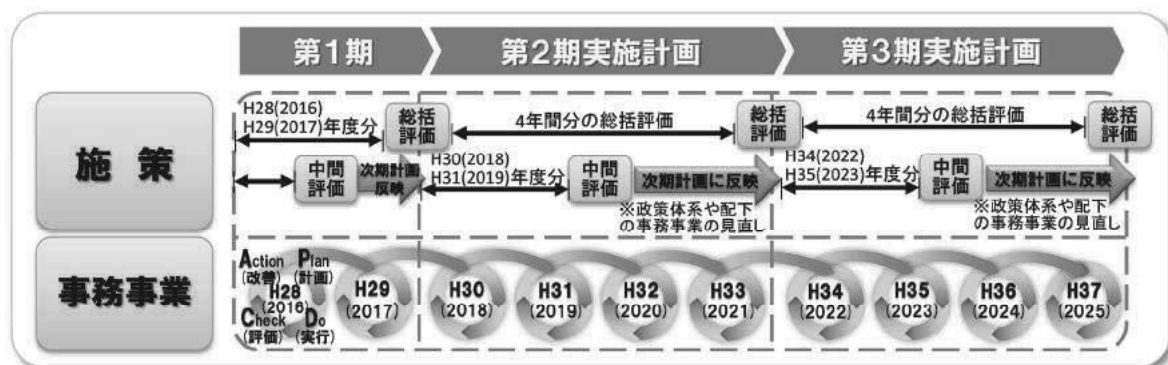 第1期
第2期実施計画
第3期実施計画
施策
H28(2016)
H29(2017)年度分
総括
評価
4年間分の総括評価
総括
評価
4年間分の総括評価
総括
評価
中間
評価
次期計画
反映
H30(2018)
H31(2019)年度分
中間
評価
次期計画に反映
※政策体系や配下
の事務事業の見直し
H34(2022)
H35(2023)年度分
中間
評価
次期計画に反映
※政策体系や配下
の事務事業の見直し
事務事業
Action
(改善)
Plan
(計画)
H28
(2016)
Check
(評価)
Do
(実行)
H29
(2017)
H30
(2018)
H31
(2019)
H32
(2020)
H33
(2021)
H34
(2022)
H35
(2023)
H36
(2024)
H37
(2025)